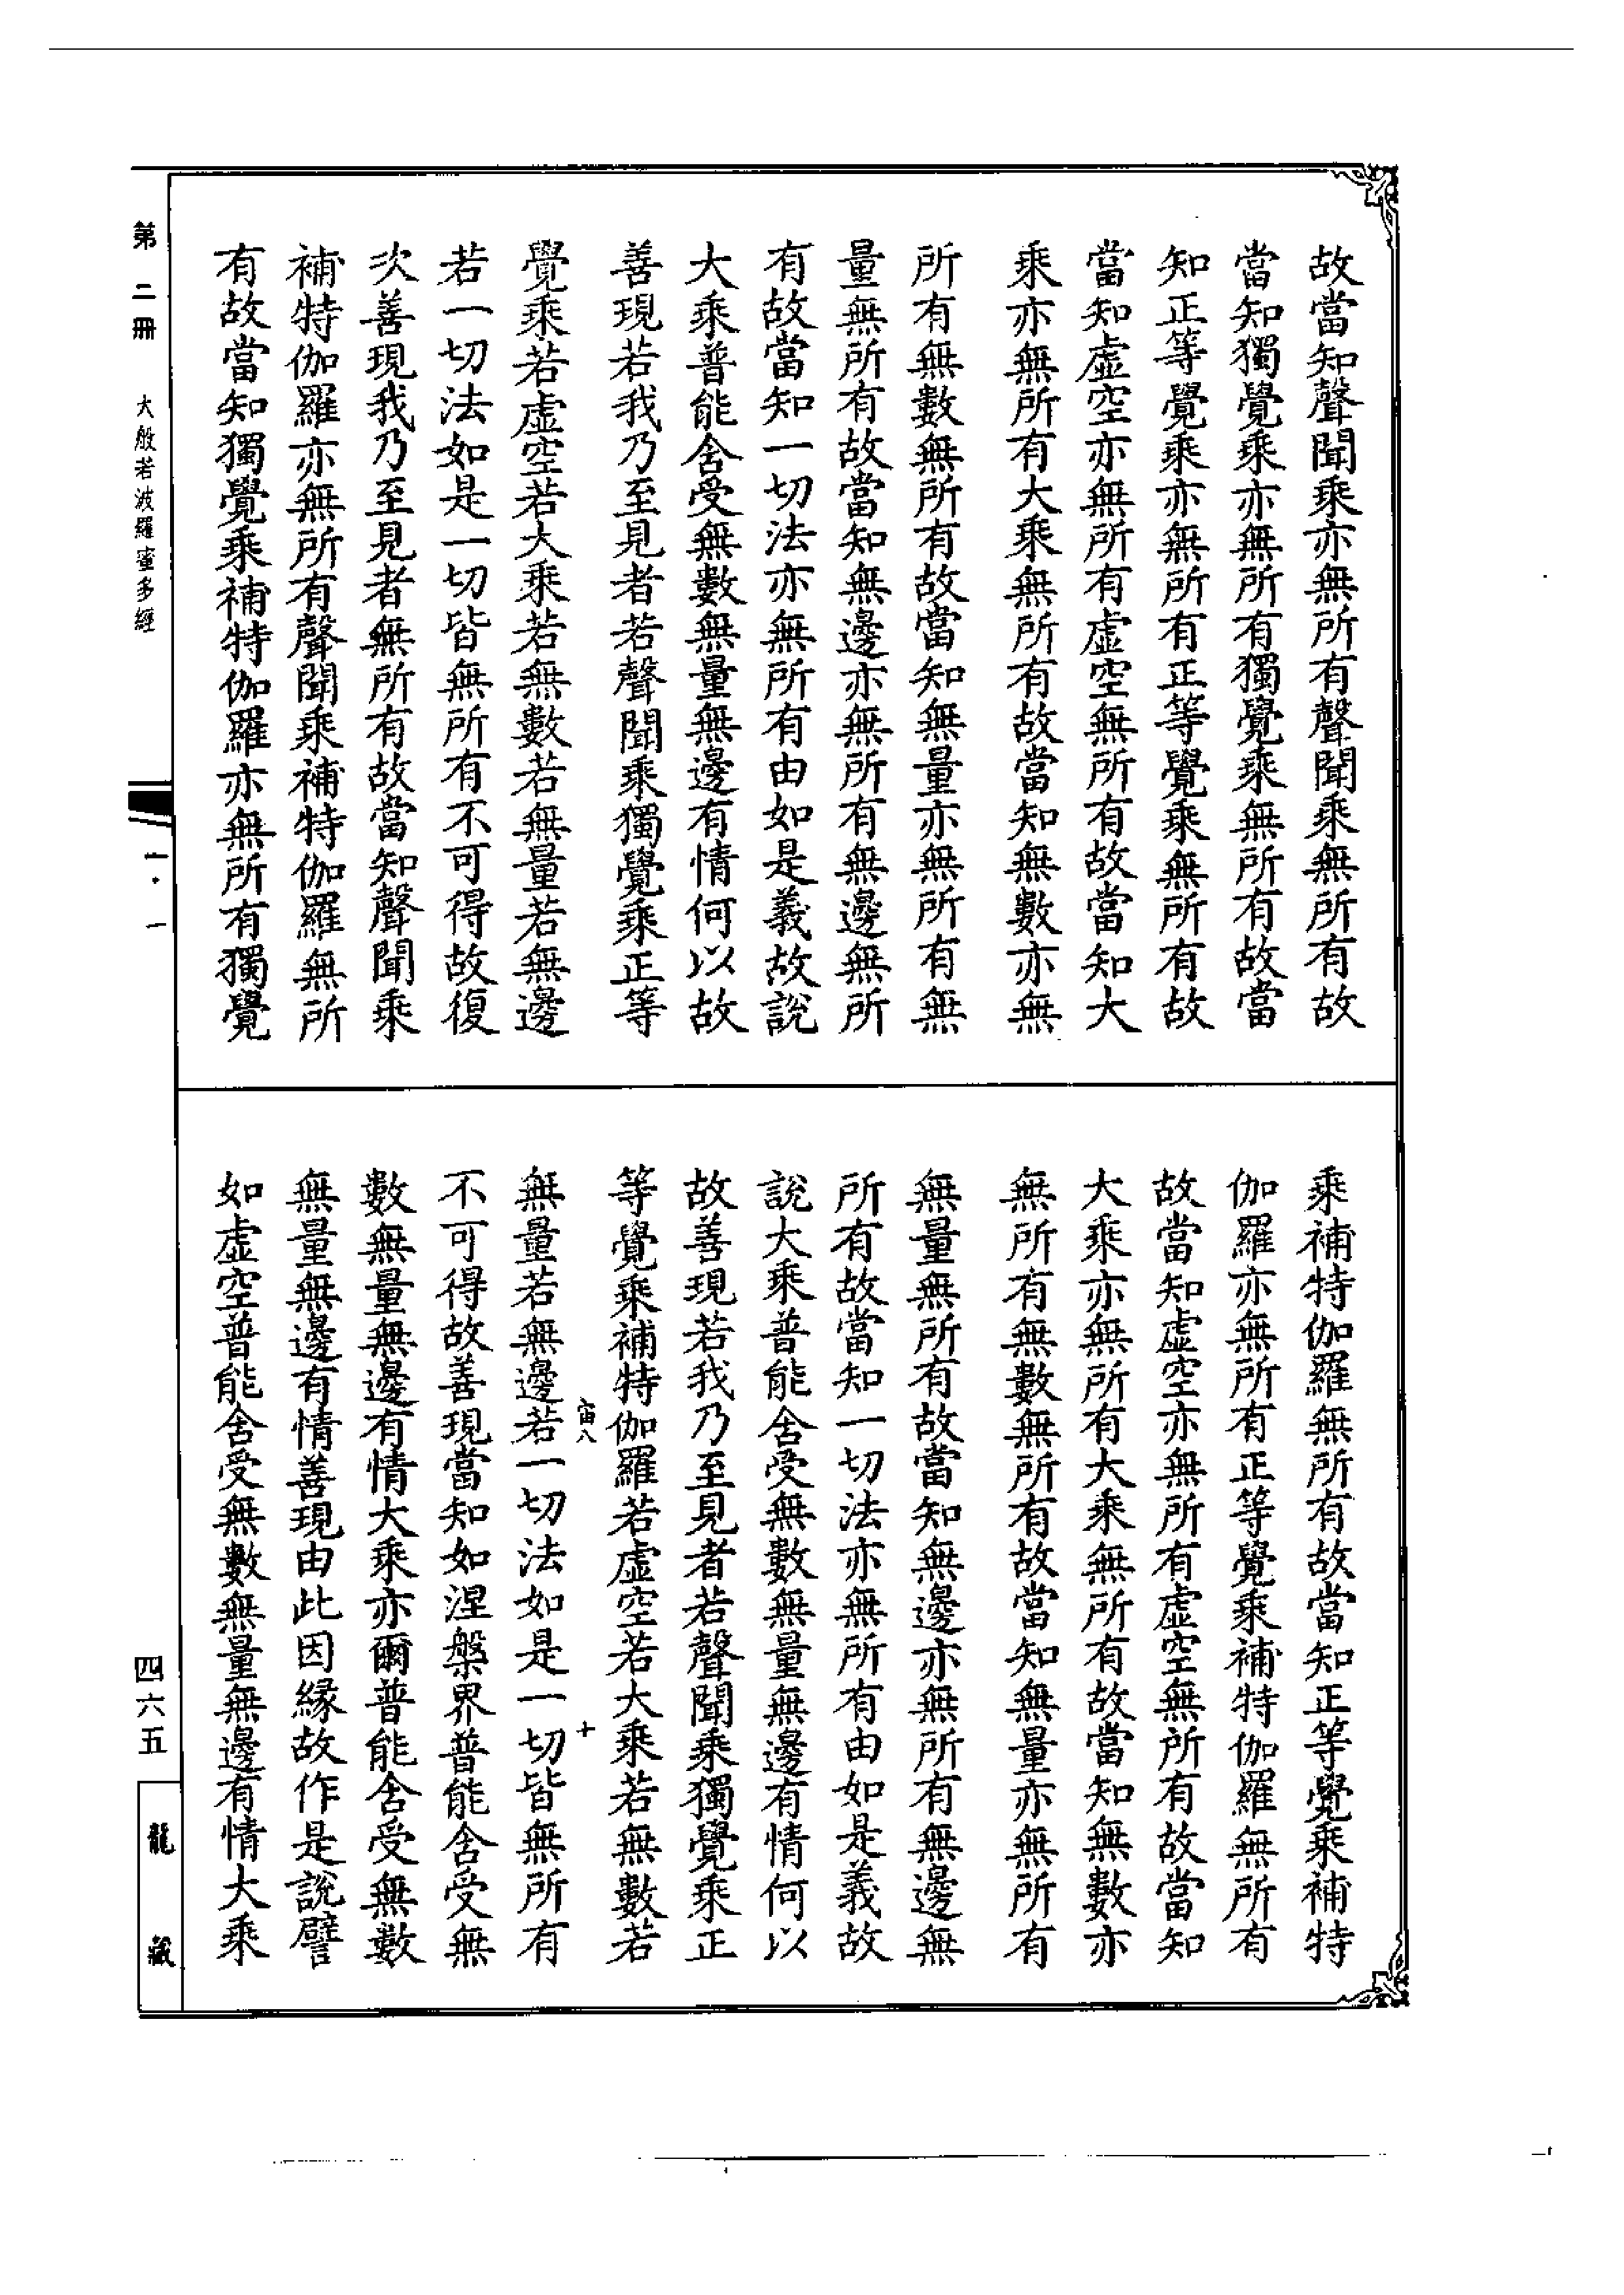 故當知聲聞乘亦無所有聲聞乘無所有故
當知獨覺乘亦無所有獨覺乘無所有故當
知正等覺乘亦無所有正等覺乘無所有故
當知虛空亦無所有虛空無所有故當知大
乘亦無所有大乘無所有故當知無數亦無
所有無數無所有故當知無量亦無所有無
量無所有故當知無邊亦無所有無邊無所
有故當知一切法亦無所有由如是義故說
大乘普能含受無數無量無邊有情何以故
善現若我乃至見者若聲聞乘獨覺乘正等
覺乘若虛空若大乘若無數若無量若無邊
若一切法如是一切皆無所有不可得故復
次善現我乃至見者無所有故當知聲聞乘
補特伽羅亦無所有聲聞乘補特伽羅無所
有故當知獨覺乘補特伽羅亦無所有獨覺
乘補特伽羅無所有故當知正等覺乘補特
伽羅亦無所有正等覺乘補特伽羅無所有
故當知虛空亦無所有虛空無所有故當知
大乘亦無所有大乘無所有故當知無數亦
無所有無數無所有故當知無量亦無所有
無量無所有故當知無邊亦無所有無邊無
所有故當知一切法亦無所有由如是義故
說大乘普能含受無數無量無邊有情何以
故善現若我乃至見者若聲聞乘獨覺乘正
等覺乘補特伽羅若虛空若大乘若無數若
宙八 十
無量若無邊若一切法如是一切皆無所有
不可得故善現當知如涅槃界普能含受無
數無量無邊有情大乘亦爾普能含受無數
無量無邊有情善現由此因緣故作是說譬
如虛空普能含受無數無量無邊有情大乘
第二冊 大般若波羅蜜多經
一·一
四六五
龍藏